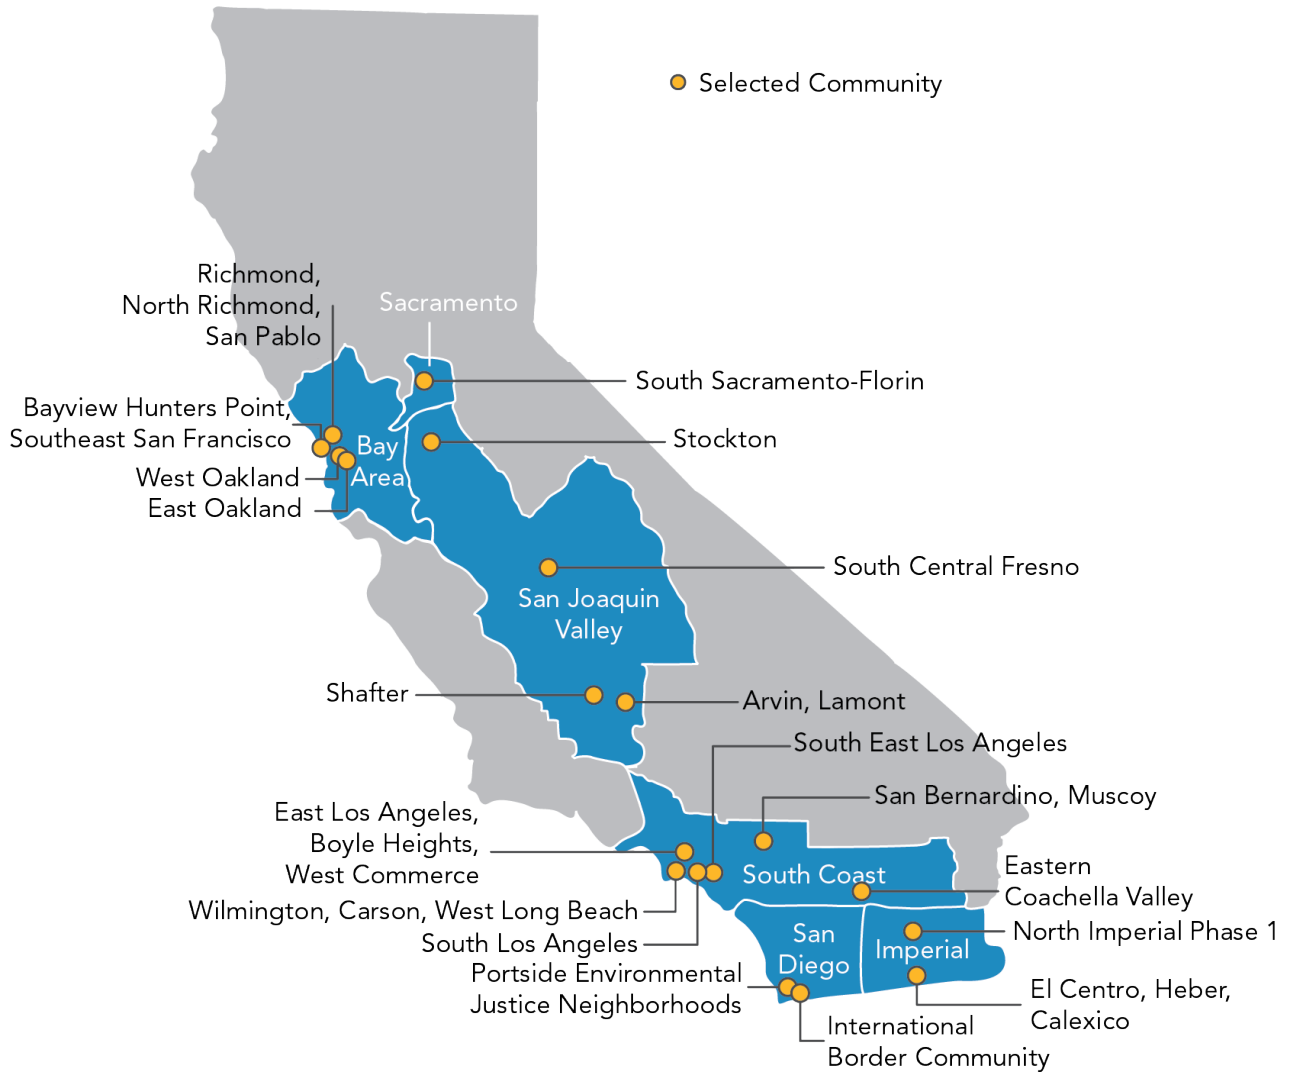 Selected Community
Richmond,
North Richmond,
San Pablo
Sacramento
South Sacramento-Florin
Bayview Hunters Point,
Southeast San Francisco
Bay
Area
Stockton
West Oakland
East Oakland
South Central Fresno
San Joaquin
Valley
Shafter
Arvin, Lamont
South East Los Angeles
San Bernardino, Muscoy
East Los Angeles,
Boyle Heights,
West Commerce
South Coast
Eastern
Coachella Valley
Wilmington, Carson, West Long Beach
South Los Angeles
San
Diego
Imperial
North Imperial Phase 1
Portside Environmental
Justice Neighborhoods
El Centro, Heber,
Calexico
International
Border Community